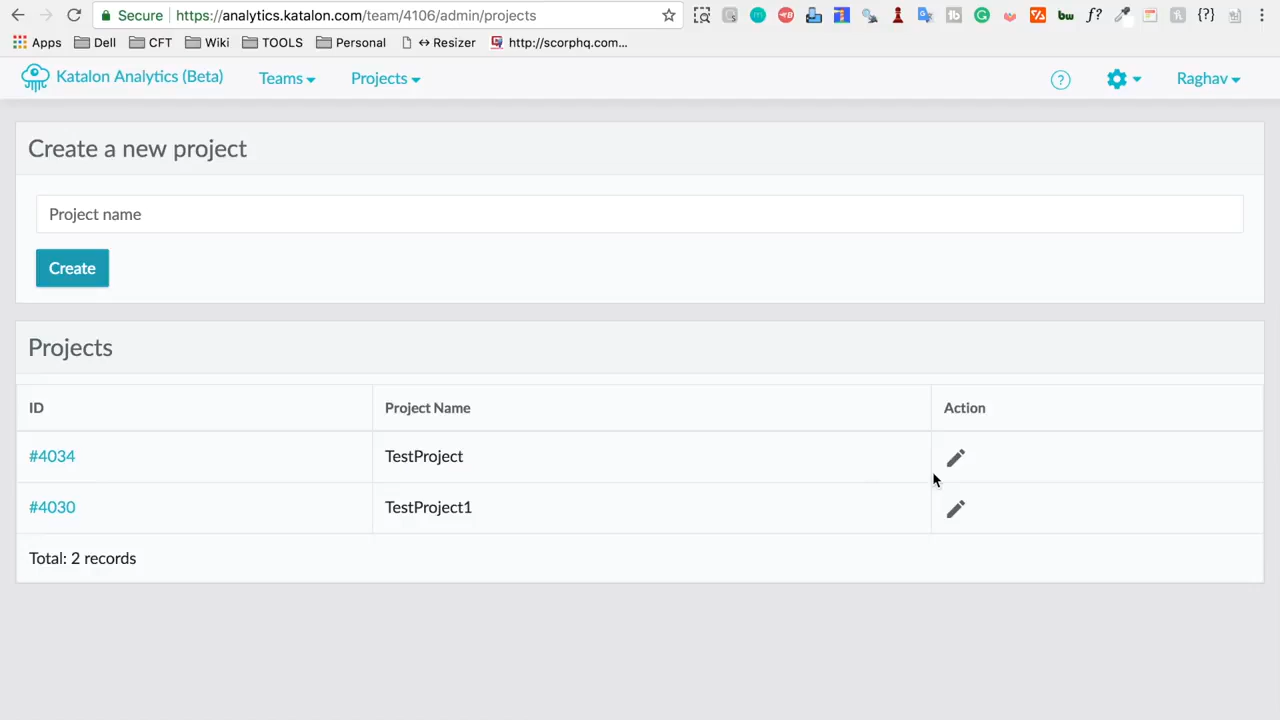 Secure https://analytics.katalon.com/team/4106/admin/projects
Apps Dell CFT Wiki TOOLS Personal ↔ Resizer http://scorphq.com...
Katalon Analytics (Beta) Teams Projects ? Raghav
Create a new project
Project name
Create
Projects
ID Project Name Action
#4034 TestProject
#4030 TestProject1
Total: 2 records